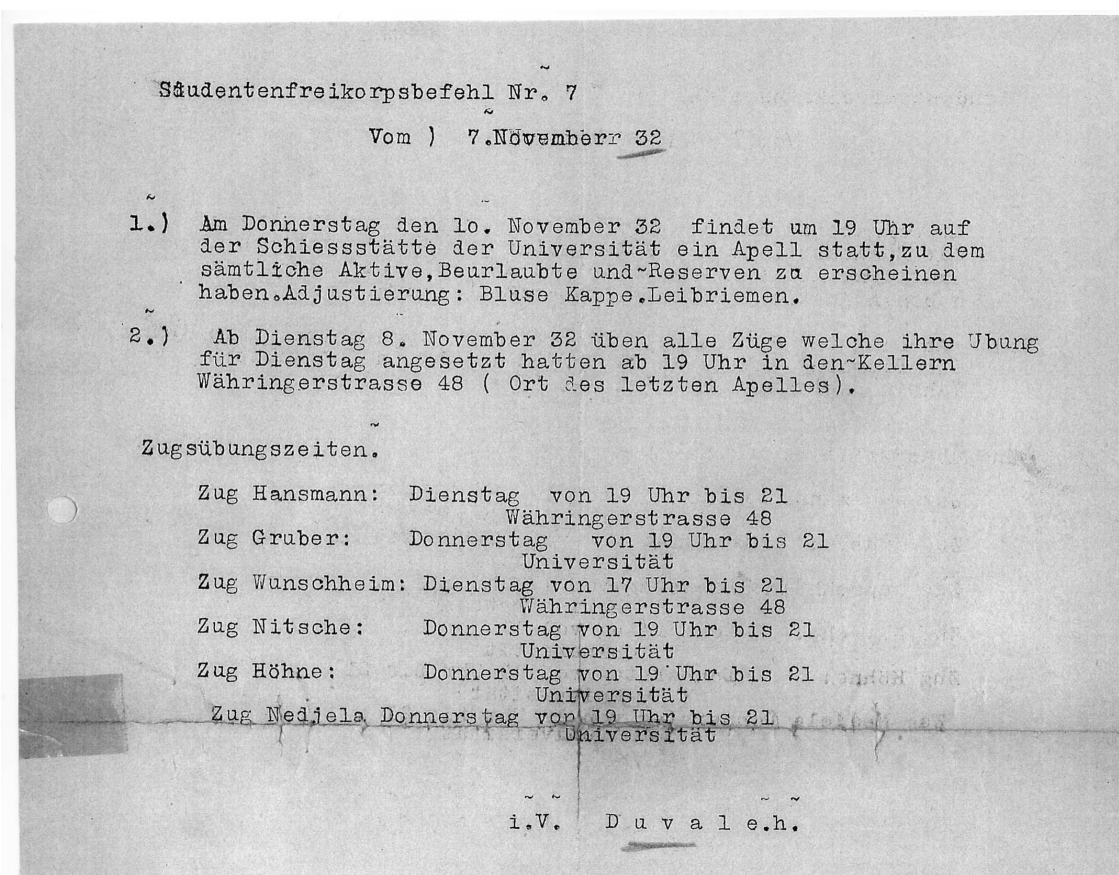 Sdudentenfreikorpsbefehl Nr. 7
Vom ) 7.Novemberr 32
1.) Am Donnerstag den 1o. November 32 findet um 19 Uhr auf
der Schiessstätte der Universität ein Apell statt,zu dem
sämtliche Aktive,Beurlaubte und~Reserven zu erscheinen
haben.Adjustierung: Bluse Kappe.Leibriemen.
2.) Ab Dienstag 8. November 32 üben alle Züge welche ihre Ubung
für Dienstag angesetzt hatten ab 19 Uhr in den~Kellern
Währingerstrasse 48 ( Ort des letzten Apelles).
Zugsübungszeiten.
Zug Hansmann: Dienstag von 19 Uhr bis 21
Währingerstrasse 48
Zug Gruber: Donnerstag von 19 Uhr bis 21
Universität
Zug Wunschheim: Dienstag von 17 Uhr bis 21
Währingerstrasse 48
Zug Nitsche: Donnerstag von 19 Uhr bis 21
Universität
Zug Höhne: Donnerstag von 19 Uhr bis 21
Universität
Zug Nedjela Donnerstag von 19 Uhr bis 21
Universität
i.V. D u v a l e.h.